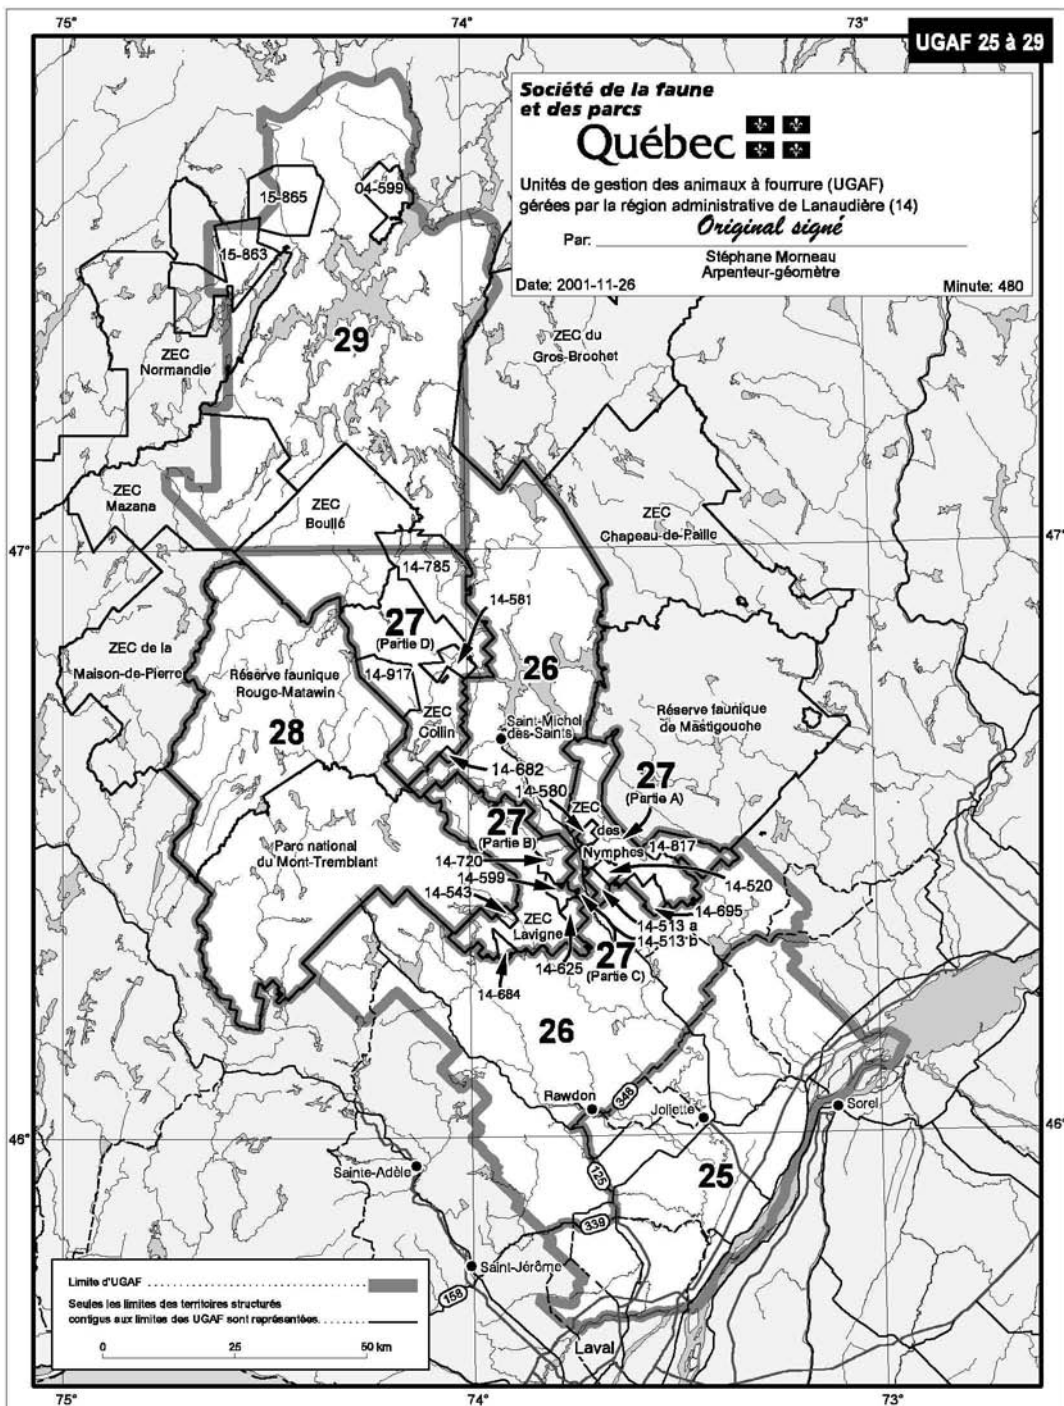 75°
74°
73°
UGAF 25 à 29
Société de la faune
et des parcs
Québec
Unités de gestion des animaux à fourrure (UGAF)
gérées par la région administrative de Lanaudière (14)
Original signé
Par:
Stéphane Morneau
Arpenteur-géomètre
Date: 2001-11-26
Minute: 480
04-599
15-865
15-863
29
ZEC
Normandie
ZEC du
Gros-Brochet
ZEC
Mazana
ZEC
Boullé
ZEC
Chapeau-de-Paille
47°
47°
14-785
14-581
27
(Partie D)
26
ZEC de la
Maison-de-Pierre
14-917
Réserve faunique
Rouge-Matawin
28
ZEC
Collin
Saint-Michel
des-Saints
Réserve faunique
de Mastigouche
14-682
14-580
27
(Partie A)
ZEC
des
Nymphes
27
(Partie B)
14-817
Parc national
du Mont-Tremblant
14-720
14-599
14-543
14-520
14-695
ZEC
Lavigne
14-513 a
14-513 b
14-625
27
(Partie C)
14-684
26
Rawdon
348
Joliette
Sorel
46°
46°
Sainte-Adèle
125
25
339
Saint-Jérôme
158
Laval
Limite d'UGAF
Seules les limites des territoires structurés
contigus aux limites des UGAF sont représentées.
0 25 50 km
75°
74°
73°